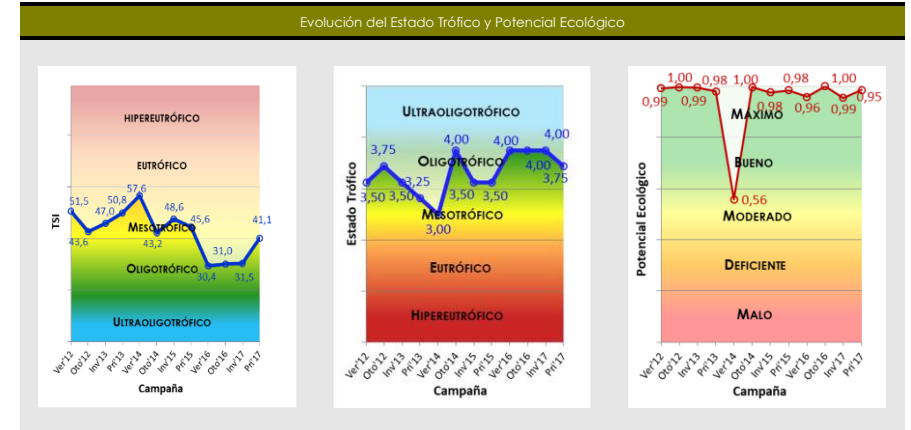 Evolución del Estado Trófico y Potencial Ecológico
TSI
HIPEREUTRÓFICO
EUTRÓFICO
MESOTRÓFICO
OLIGOTRÓFICO
ULTRAOLIGOTRÓFICO
51,5
43,6
47,0
50,8
57,6
43,2
48,6
45,6
30,4
31,0
31,5
41,1
Ver'12
Oto'12
Inv'13
Pri'13
Ver'14
Oto'14
Inv'15
Pri'15
Ver'16
Oto'16
Inv'17
Pri'17
Campaña
Estado Trófico
ULTRAOLIGOTRÓFICO
OLIGOTRÓFICO
MESOTRÓFICO
EUTRÓFICO
HIPEREUTRÓFICO
3,50
3,75
3,50
3,25
3,00
4,00
3,50
3,50
4,00
4,00
4,00
3,75
Ver'12
Oto'12
Inv'13
Pri'13
Ver'14
Oto'14
Inv'15
Pri'15
Ver'16
Oto'16
Inv'17
Pri'17
Campaña
Potencial Ecológico
MÁXIMO
BUENO
MODERADO
DEFICIENTE
MALO
0,99
1,00
0,99
0,98
0,56
1,00
0,98
0,98
0,96
1,00
0,99
0,95
Ver'12
Oto'12
Inv'13
Pri'13
Ver'14
Oto'14
Inv'15
Pri'15
Ver'16
Oto'16
Inv'17
Pri'17
Campaña